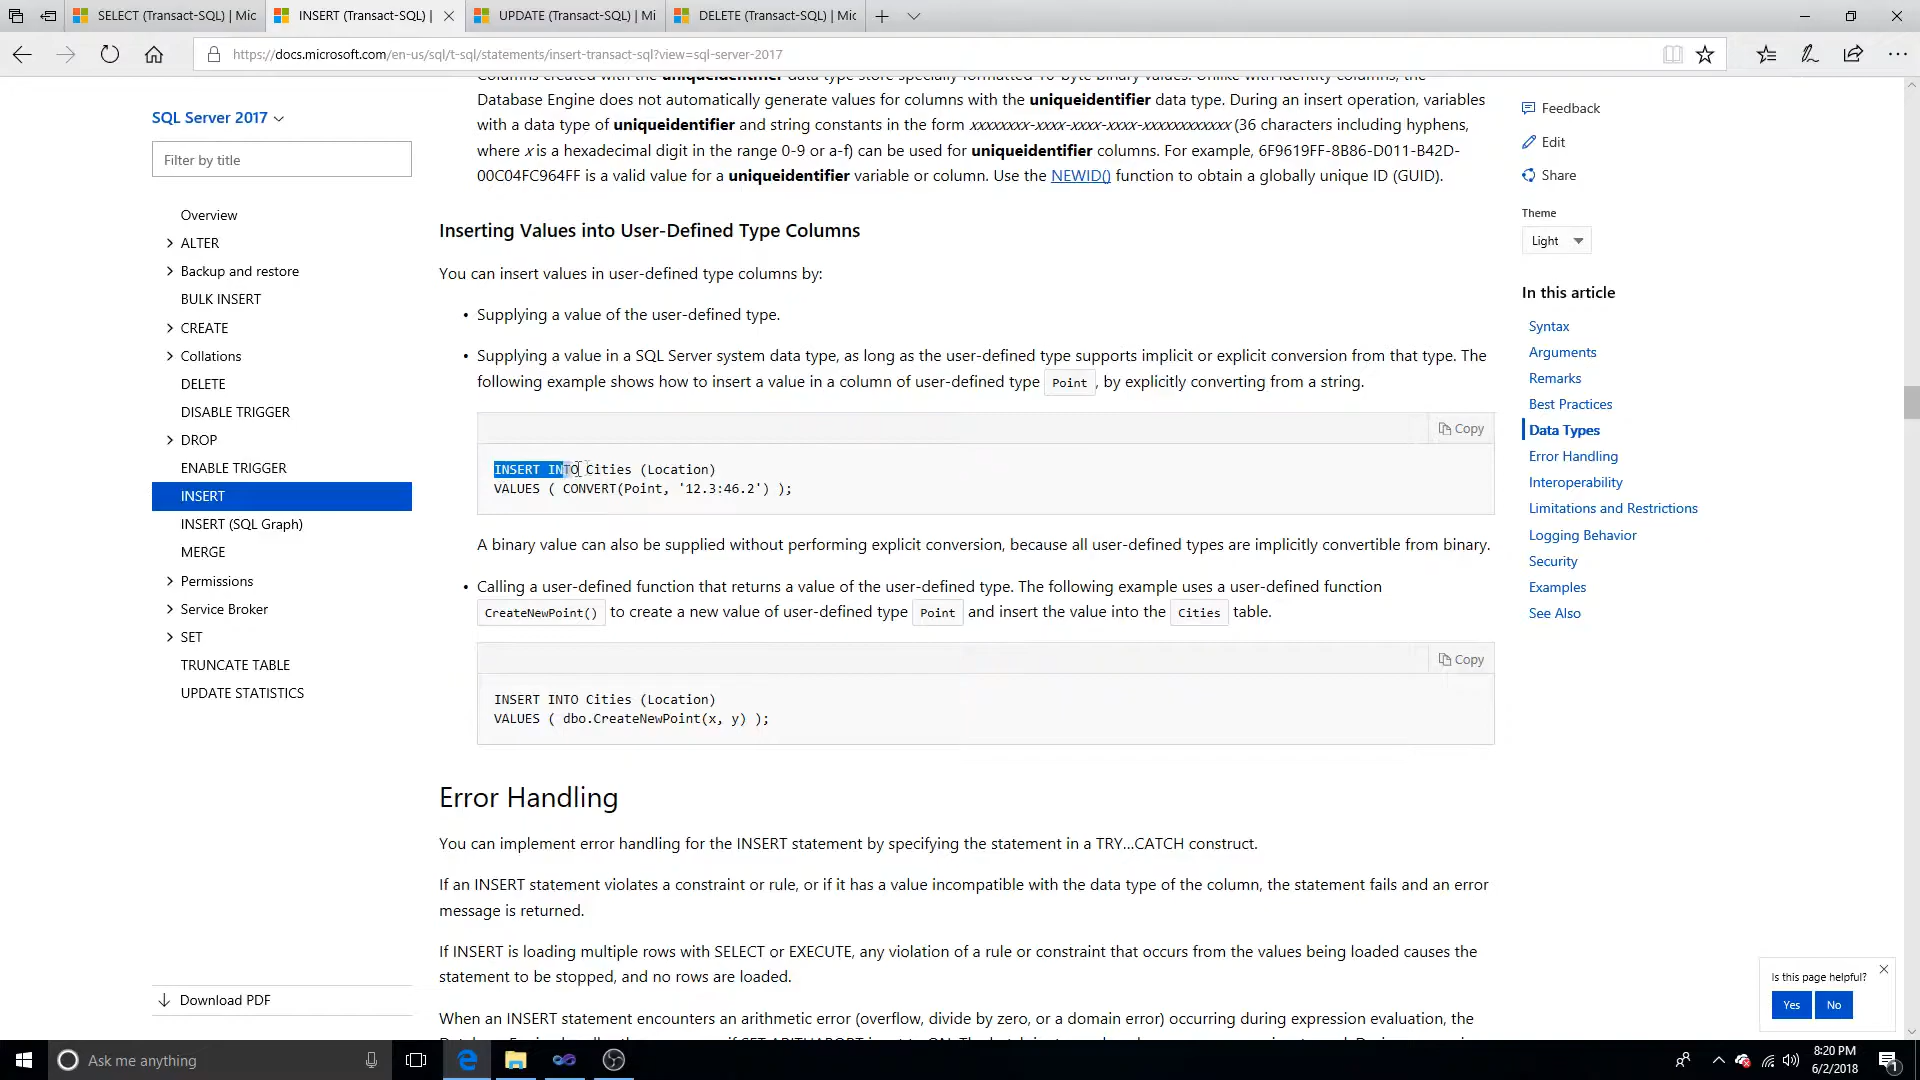 SELECT (Transact-SQL) | Mic
INSERT (Transact-SQL) |
UPDATE (Transact-SQL) | Mi
DELETE (Transact-SQL) | Mic
https://docs.microsoft.com/en-us/sql/t-sql/statements/insert-transact-sql?view=sql-server-2017
SQL Server 2017
Filter by title
Overview
ALTER
Backup and restore
BULK INSERT
CREATE
Collations
DELETE
DISABLE TRIGGER
DROP
ENABLE TRIGGER
INSERT
INSERT (SQL Graph)
MERGE
Permissions
Service Broker
SET
TRUNCATE TABLE
UPDATE STATISTICS
Download PDF
Columns created with the uniqueidentifier data type store specially formatted 16-byte binary values. Unlike with identity columns, the
Database Engine does not automatically generate values for columns with the uniqueidentifier data type. During an insert operation, variables
with a data type of uniqueidentifier and string constants in the form xxxxxxxx-xxxx-xxxx-xxxx-xxxxxxxxxxxx (36 characters including hyphens,
where x is a hexadecimal digit in the range 0-9 or a-f) can be used for uniqueidentifier columns. For example, 6F9619FF-8B86-D011-B42D-
00C04FC964FF is a valid value for a uniqueidentifier variable or column. Use the NEWID() function to obtain a globally unique ID (GUID).
Inserting Values into User-Defined Type Columns
You can insert values in user-defined type columns by:
• Supplying a value of the user-defined type.
• Supplying a value in a SQL Server system data type, as long as the user-defined type supports implicit or explicit conversion from that type. The
following example shows how to insert a value in a column of user-defined type Point , by explicitly converting from a string.
Copy
INSERT INTO Cities (Location)
VALUES ( CONVERT(Point, '12.3:46.2') );
A binary value can also be supplied without performing explicit conversion, because all user-defined types are implicitly convertible from binary.
• Calling a user-defined function that returns a value of the user-defined type. The following example uses a user-defined function
CreateNewPoint() to create a new value of user-defined type Point and insert the value into the Cities table.
Copy
INSERT INTO Cities (Location)
VALUES ( dbo.CreateNewPoint(x, y) );
Error Handling
You can implement error handling for the INSERT statement by specifying the statement in a TRY…CATCH construct.
If an INSERT statement violates a constraint or rule, or if it has a value incompatible with the data type of the column, the statement fails and an error
message is returned.
If INSERT is loading multiple rows with SELECT or EXECUTE, any violation of a rule or constraint that occurs from the values being loaded causes the
statement to be stopped, and no rows are loaded.
When an INSERT statement encounters an arithmetic error (overflow, divide by zero, or a domain error) occurring during expression evaluation, the
Feedback
Edit
Share
Theme
Light
In this article
Syntax
Arguments
Remarks
Best Practices
Data Types
Error Handling
Interoperability
Limitations and Restrictions
Logging Behavior
Security
Examples
See Also
Is this page helpful?
Yes
No
Ask me anything
8:20 PM
6/2/2018
1